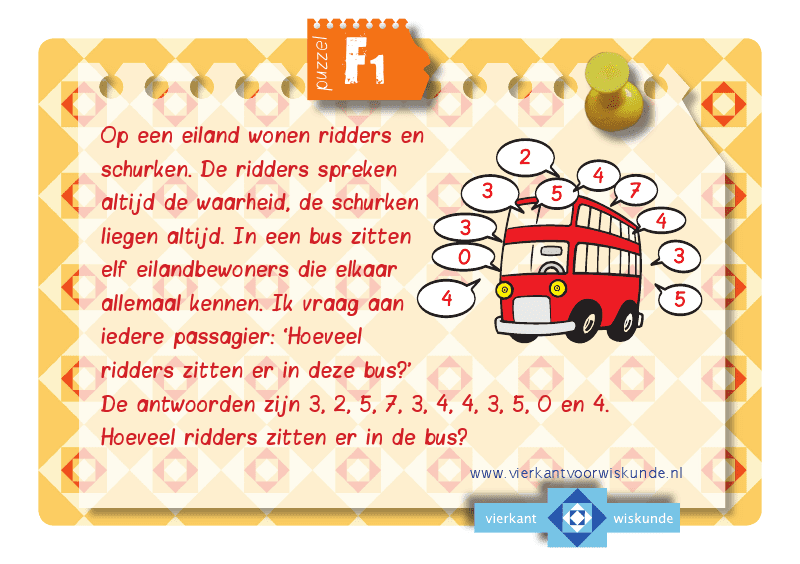 puzzel F1
Op een eiland wonen ridders en
schurken. De ridders spreken
altijd de waarheid, de schurken
liegen altijd. In een bus zitten
elf eilandbewoners die elkaar
allemaal kennen. Ik vraag aan
iedere passagier: ‘Hoeveel
ridders zitten er in deze bus?’
De antwoorden zijn 3, 2, 5, 7, 3, 4, 4, 3, 5, 0 en 4.
Hoeveel ridders zitten er in de bus?
2
4
3
5
7
3
4
0
3
4
5
www.vierkantvoorwiskunde.nl
vierkant wiskunde